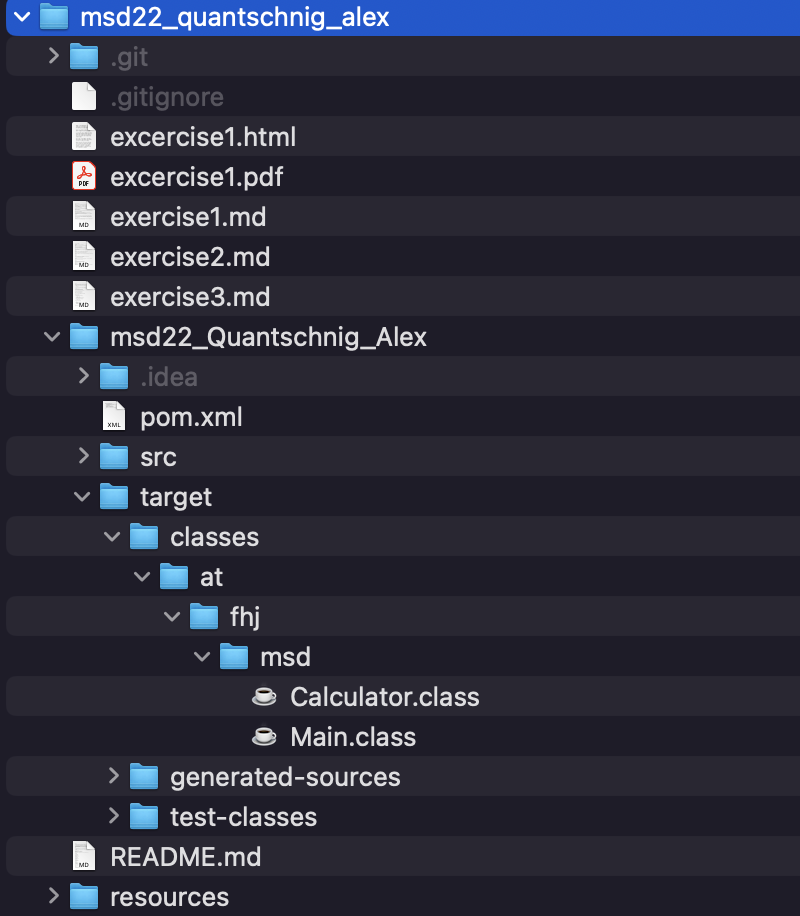 msd22_quantschnig_alex
.git
.gitignore
excercise1.html
PDF excercise1.pdf
MD exercise1.md
MD exercise2.md
MD exercise3.md
msd22_Quantschnig_Alex
.idea
XML pom.xml
src
target
classes
at
fhj
msd
Calculator.class
Main.class
generated-sources
test-classes
MD README.md
resources